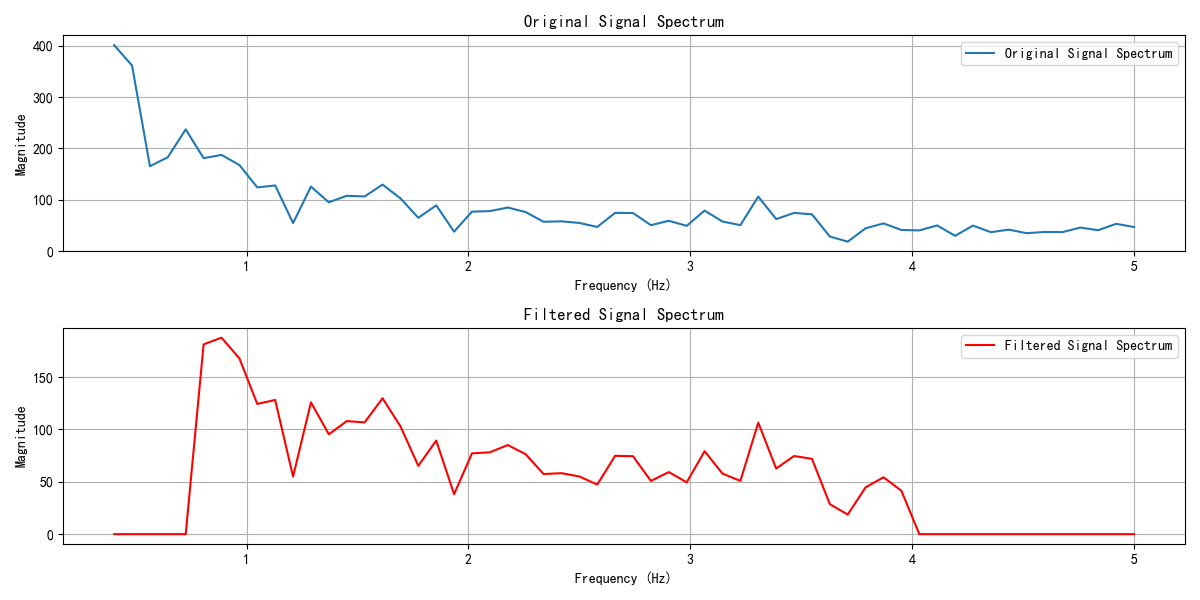 Original Signal Spectrum
400
300
200
100
0
Magnitude
Original Signal Spectrum
1 2 3 4 5
Frequency (Hz)
Filtered Signal Spectrum
150
100
50
0
Magnitude
Filtered Signal Spectrum
1 2 3 4 5
Frequency (Hz)